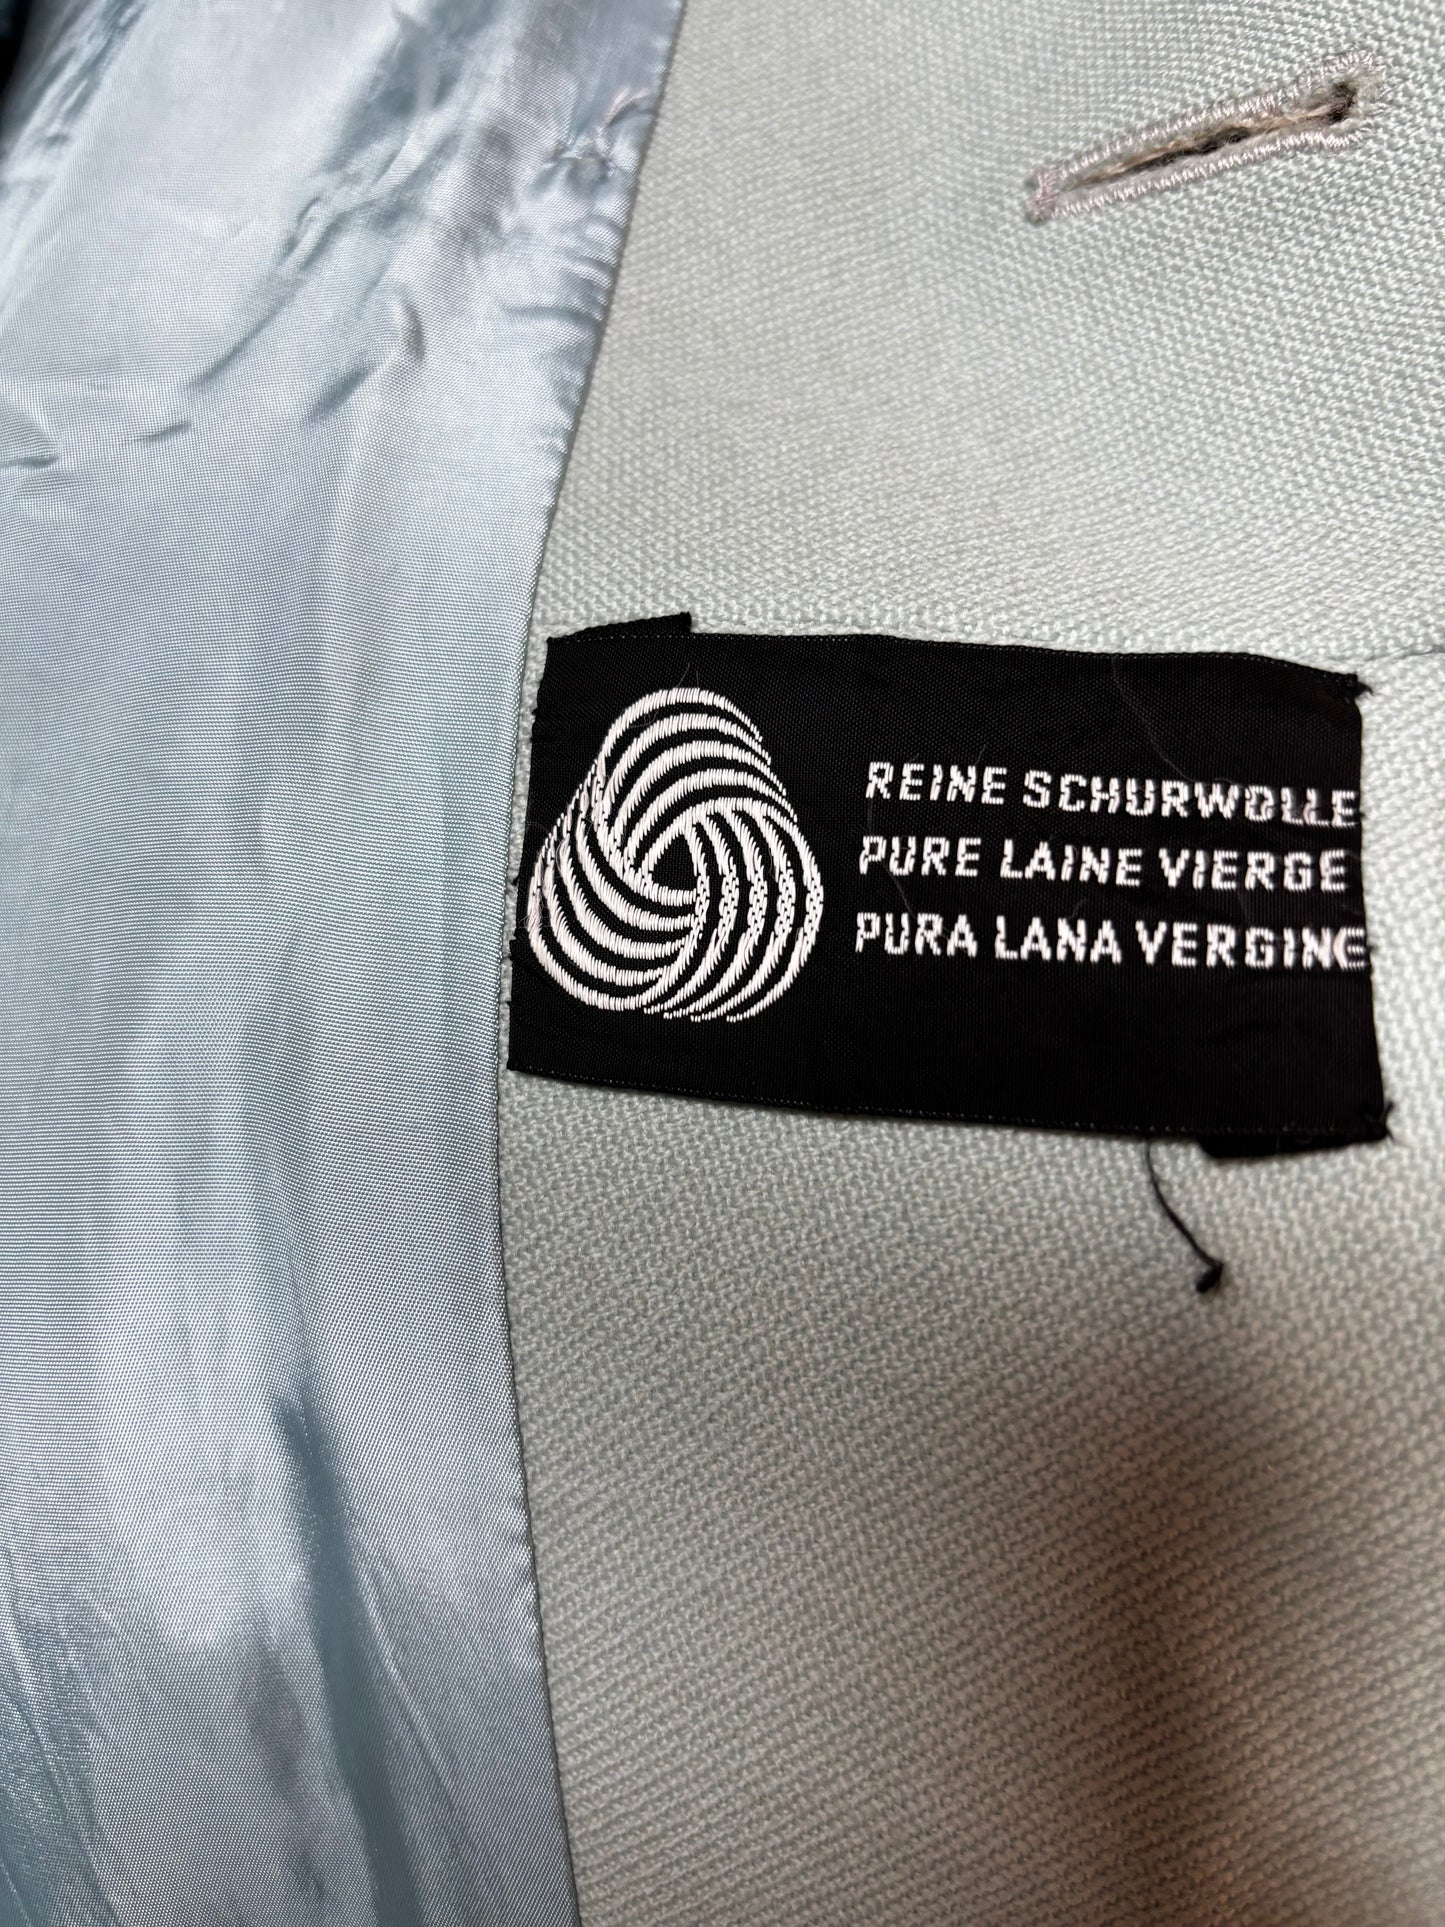 REINE SCHURWOLLE
PURE LAINE VIERGE
PURA LANA VERGINE